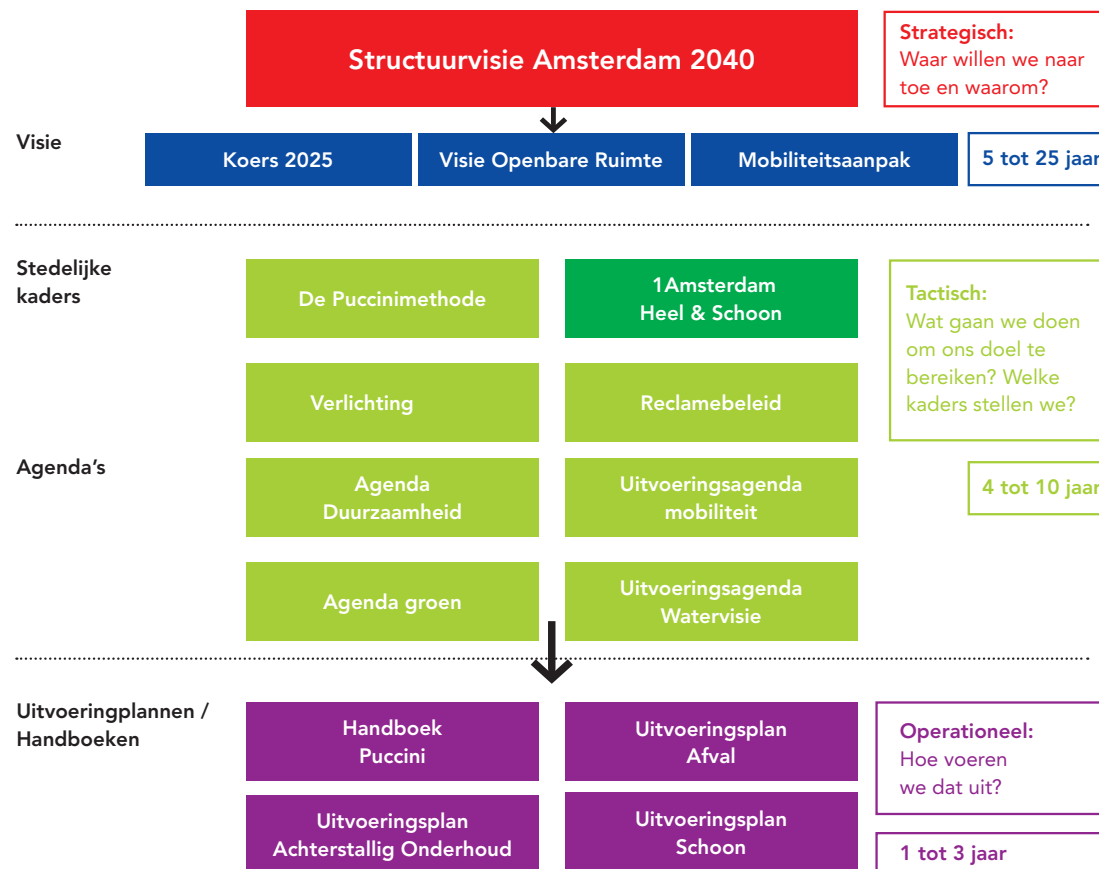 Structuurvisie Amsterdam 2040
Strategisch:
Waar willen we naar
toe en waarom?
Visie
Koers 2025
Visie Openbare Ruimte
Mobiliteitsaanpak
5 tot 25 jaar
Stedelijke
kaders
De Puccinimethode
1Amsterdam
Heel & Schoon
Tactisch:
Wat gaan we doen
om ons doel te
bereiken? Welke
kaders stellen we?
Verlichting
Reclamebeleid
Agenda's
Agenda
Duurzaamheid
Uitvoeringsagenda
mobiliteit
4 tot 10 jaar
Agenda groen
Uitvoeringsagenda
Watervisie
Uitvoeringplannen /
Handboeken
Handboek
Puccini
Uitvoeringsplan
Afval
Operationeel:
Hoe voeren
we dat uit?
Uitvoeringsplan
Achterstallig Onderhoud
Uitvoeringsplan
Schoon
1 tot 3 jaar